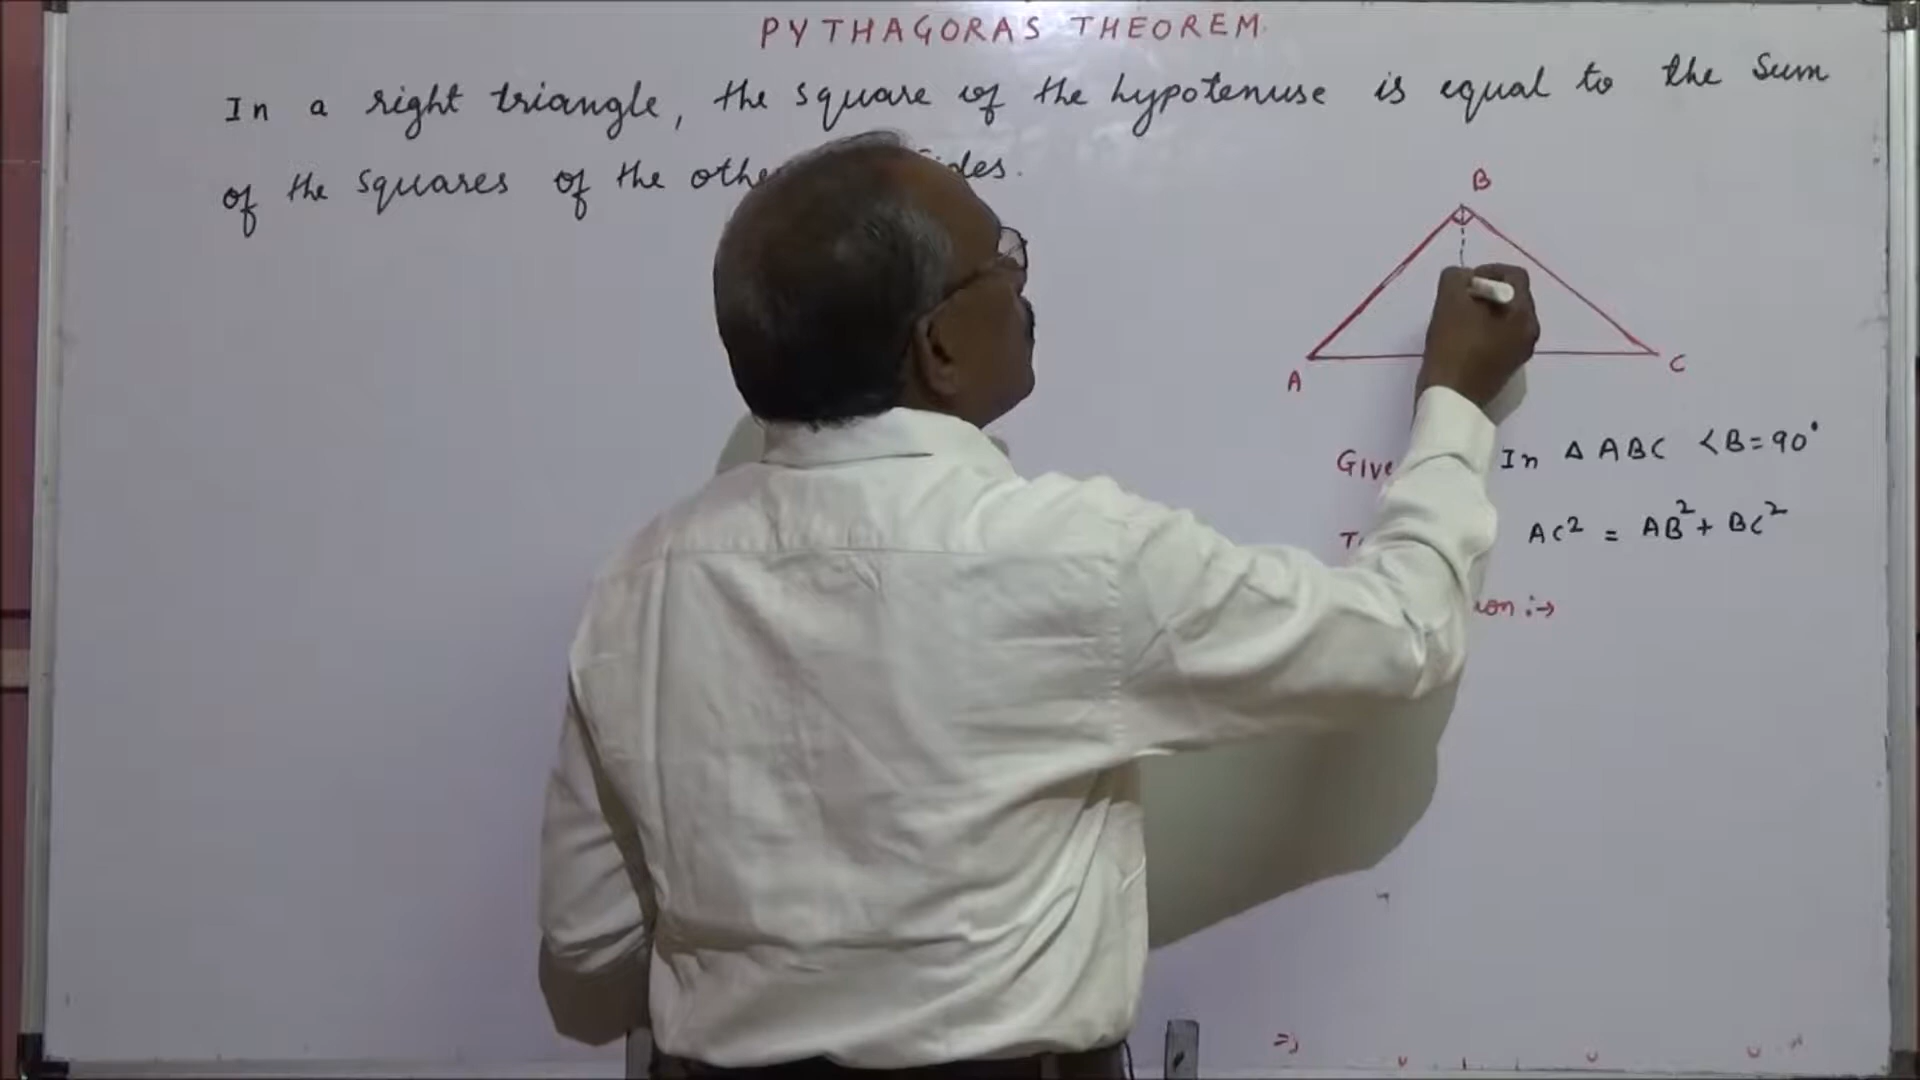 PYTHAGORAS THEOREM
In a right triangle, the square of the hypotenuse is equal to the sum
of the squares of the
B
A
C
In Δ ABC <B=90°
AC² = AB² + BC²